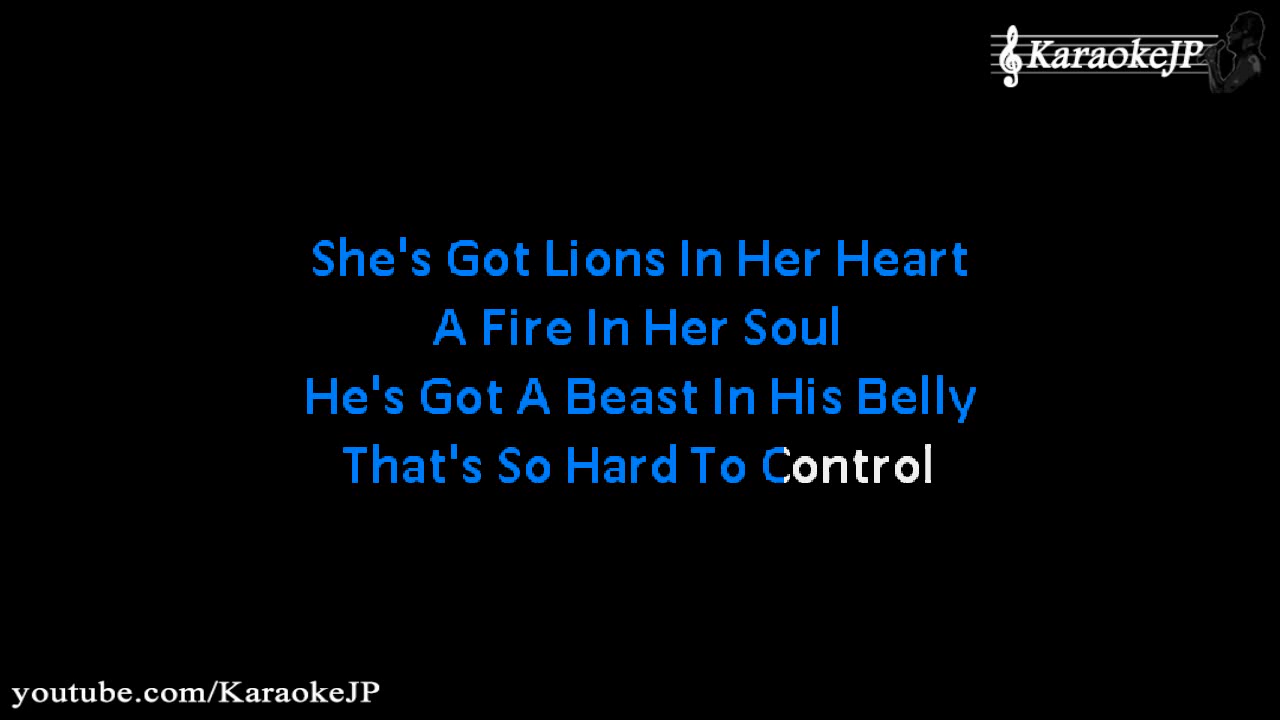 KaraokeJP
She's Got Lions In Her Heart
A Fire In Her Soul
He's Got A Beast In His Belly
That's So Hard To Control
youtube.com/KaraokeJP